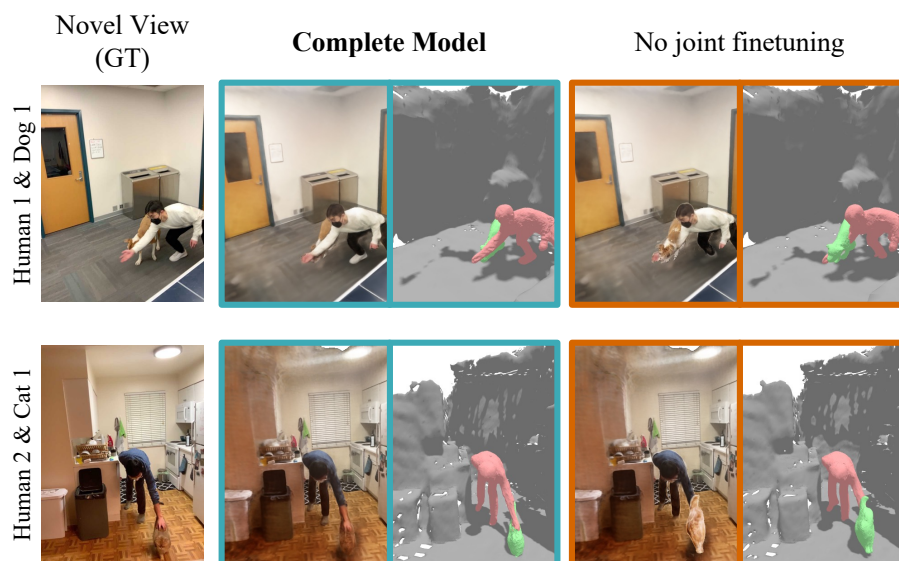 Novel View
(GT)
Complete Model
No joint finetuning
Human 1 & Dog 1
Human 2 & Cat 1